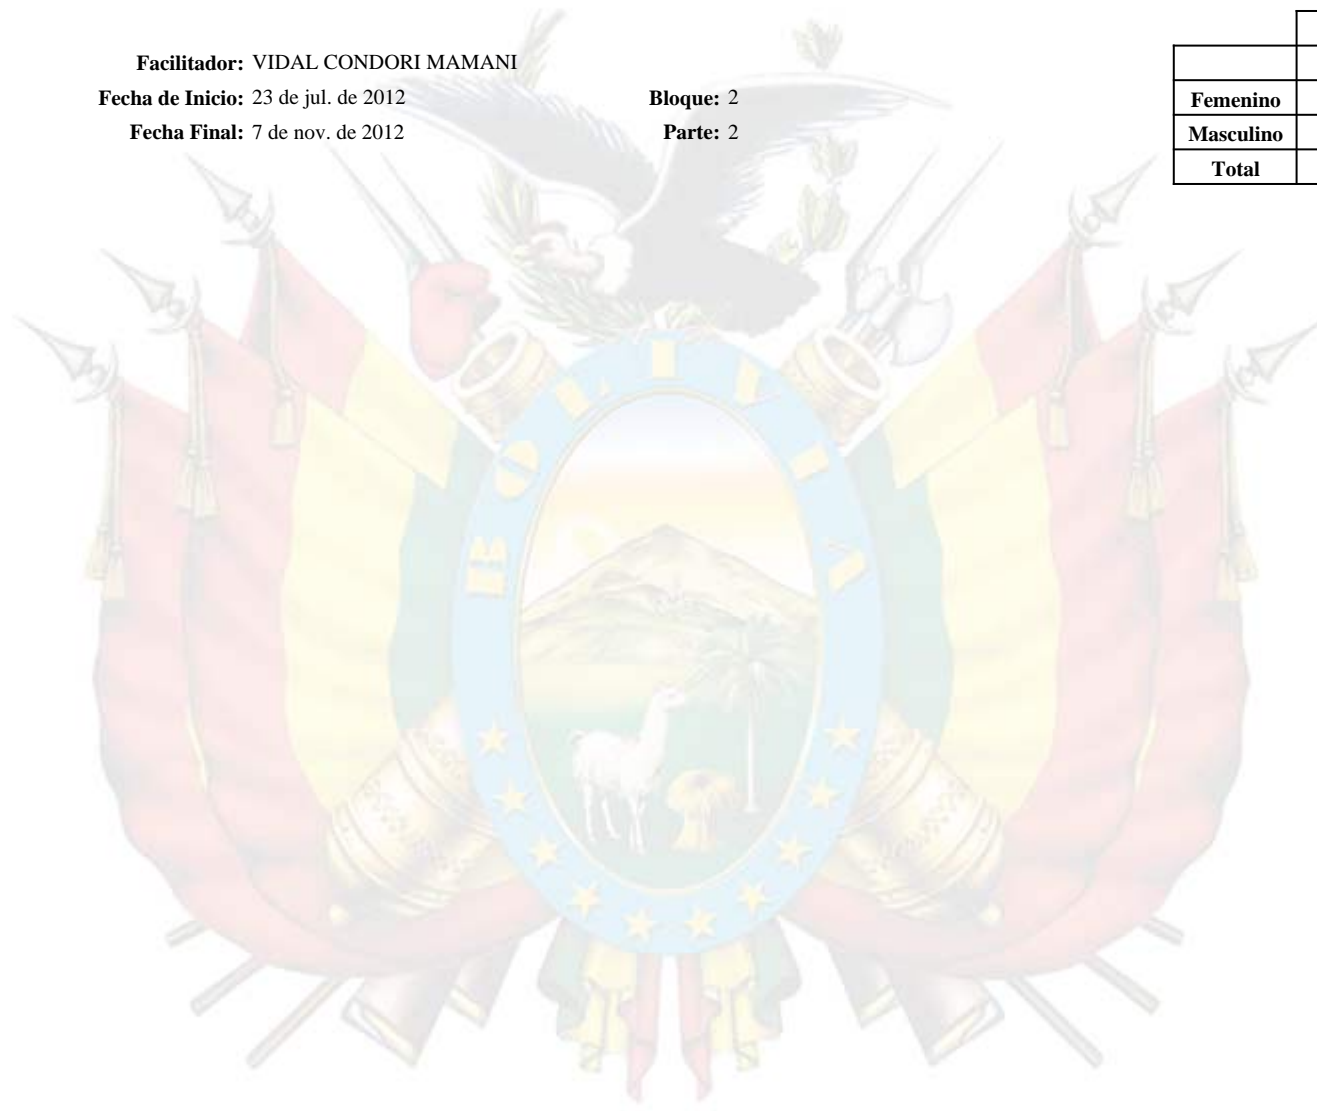 Facilitador: VIDAL CONDORI MAMANI
Fecha de Inicio: 23 de jul. de 2012 Bloque: 2
Fecha Final: 7 de nov. de 2012 Parte: 2
Femenino
Masculino
Total
BOLIVIA